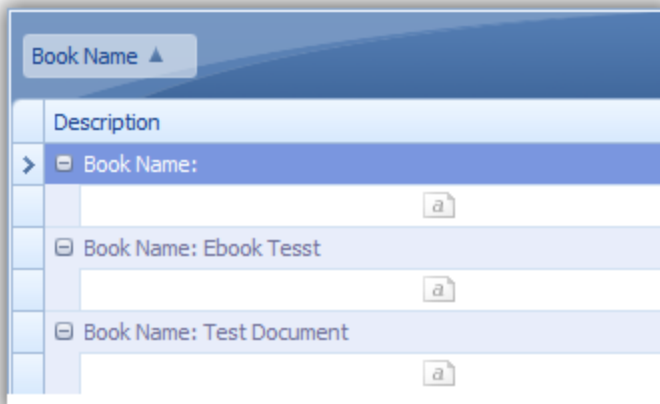 Book Name
Description
Book Name:
a
Book Name: Ebook Tesst
a
Book Name: Test Document
a